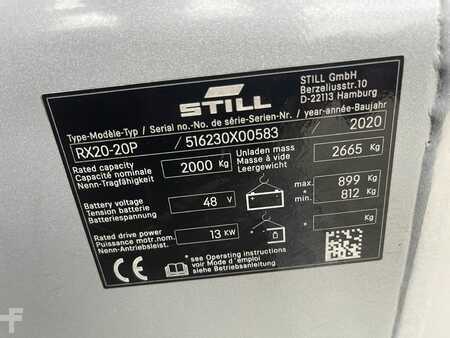 STILL
STILL GmbH
Berzeliusstr.10
D-22113 Hamburg
Type-Modèle-Typ / Serial no.-No. de série-Serien-Nr. / year-année-Baujahr
RX20-20P / 516230X00583 / 2020
Rated capacity
Capacité nominale
Nenn-Tragfähigkeit
2000 Kg
Unladen mass
Masse à vide
Leergewicht
2665 Kg
Battery voltage
Tension batterie
Batteriespannung
48 V
max. 899 Kg
*
min. 812 Kg
Rated drive power
Puissance motr.nom.
Nenn-Antriebsleist.
13 KW
* Kg
CE
*see Operating instructions
voir Mode d'emploi
siehe Betriebsanleitung
F